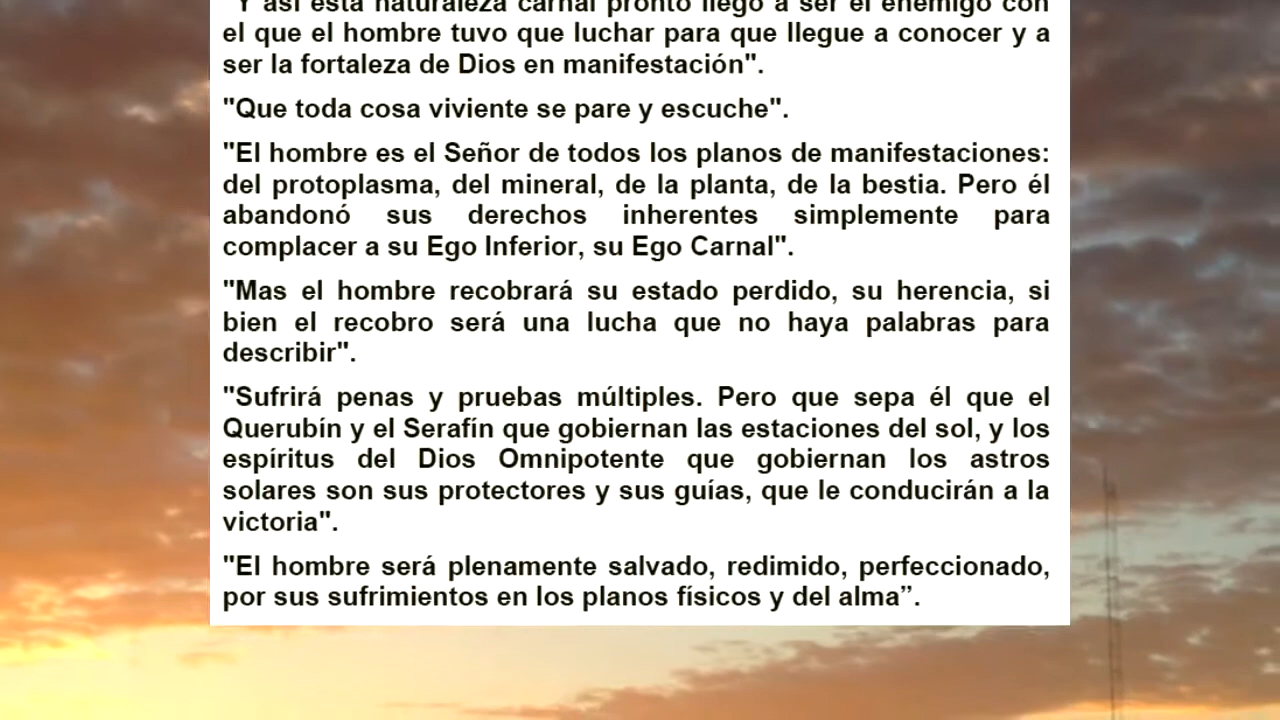 "Y así esta naturaleza carnal pronto llegó a ser el enemigo con
el que el hombre tuvo que luchar para que llegue a conocer y a
ser la fortaleza de Dios en manifestación".
"Que toda cosa viviente se pare y escuche".
"El hombre es el Señor de todos los planos de manifestaciones:
del protoplasma, del mineral, de la planta, de la bestia. Pero él
abandonó sus derechos inherentes simplemente para
complacer a su Ego Inferior, su Ego Carnal".
"Mas el hombre recobrará su estado perdido, su herencia, si
bien el recobro será una lucha que no haya palabras para
describir".
"Sufrirá penas y pruebas múltiples. Pero que sepa él que el
Querubín y el Serafín que gobiernan las estaciones del sol, y los
espíritus del Dios Omnipotente que gobiernan los astros
solares son sus protectores y sus guías, que le conducirán a la
victoria".
"El hombre será plenamente salvado, redimido, perfeccionado,
por sus sufrimientos en los planos físicos y del alma”.